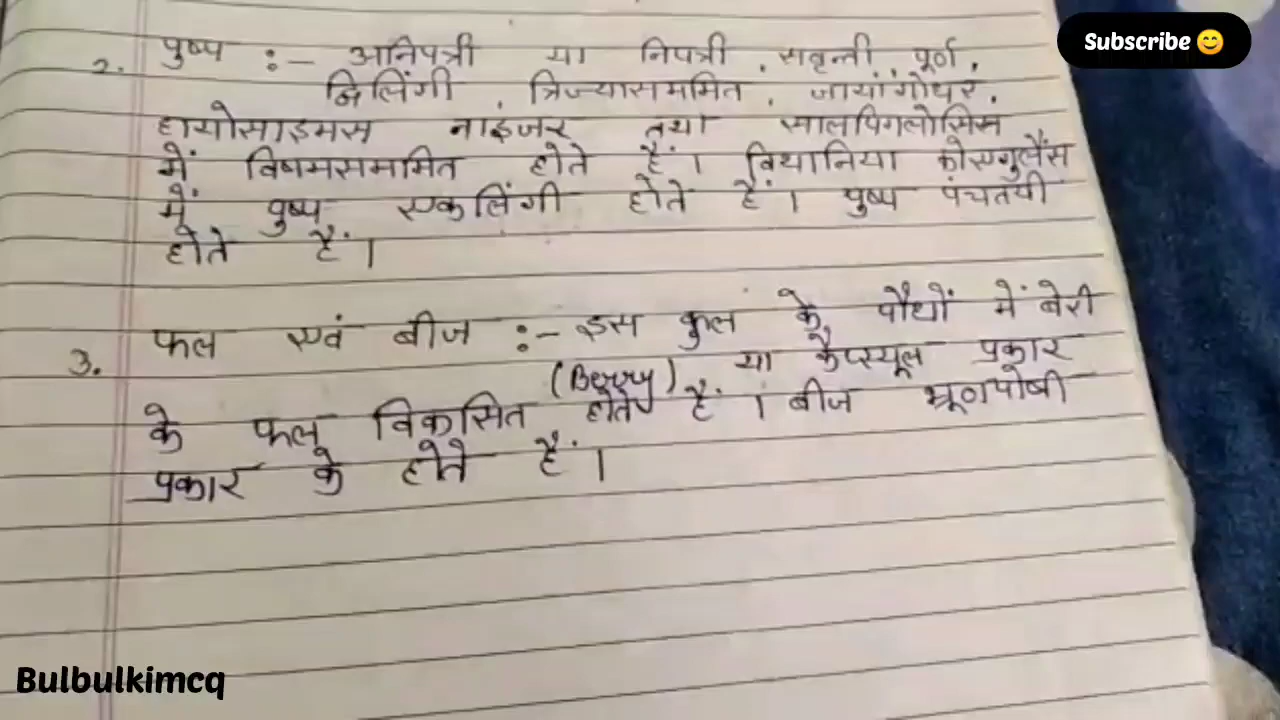 Subscribe 😊
2. पुष्प :- अनिपत्री या निपत्री, सवृन्ती, पूर्ण,
द्विलिंगी, त्रिज्यासममित, जायांगोधर,
हायोसाइमस नाइजर तथा सालपिगलोसिस
में विषमसममित होते हैं। विथानिया कोएगुलैंस
में पुष्प एकलिंगी होते हैं। पुष्प पंचतयी
होते हैं।
3. फल एवं बीज :- इस कुल के पौधों में बेरी
(Berry) या कैप्स्यूल प्रकार
के फल विकसित होते हैं। बीज भ्रूणपोषी
प्रकार के होते हैं।
Bulbulkimcq